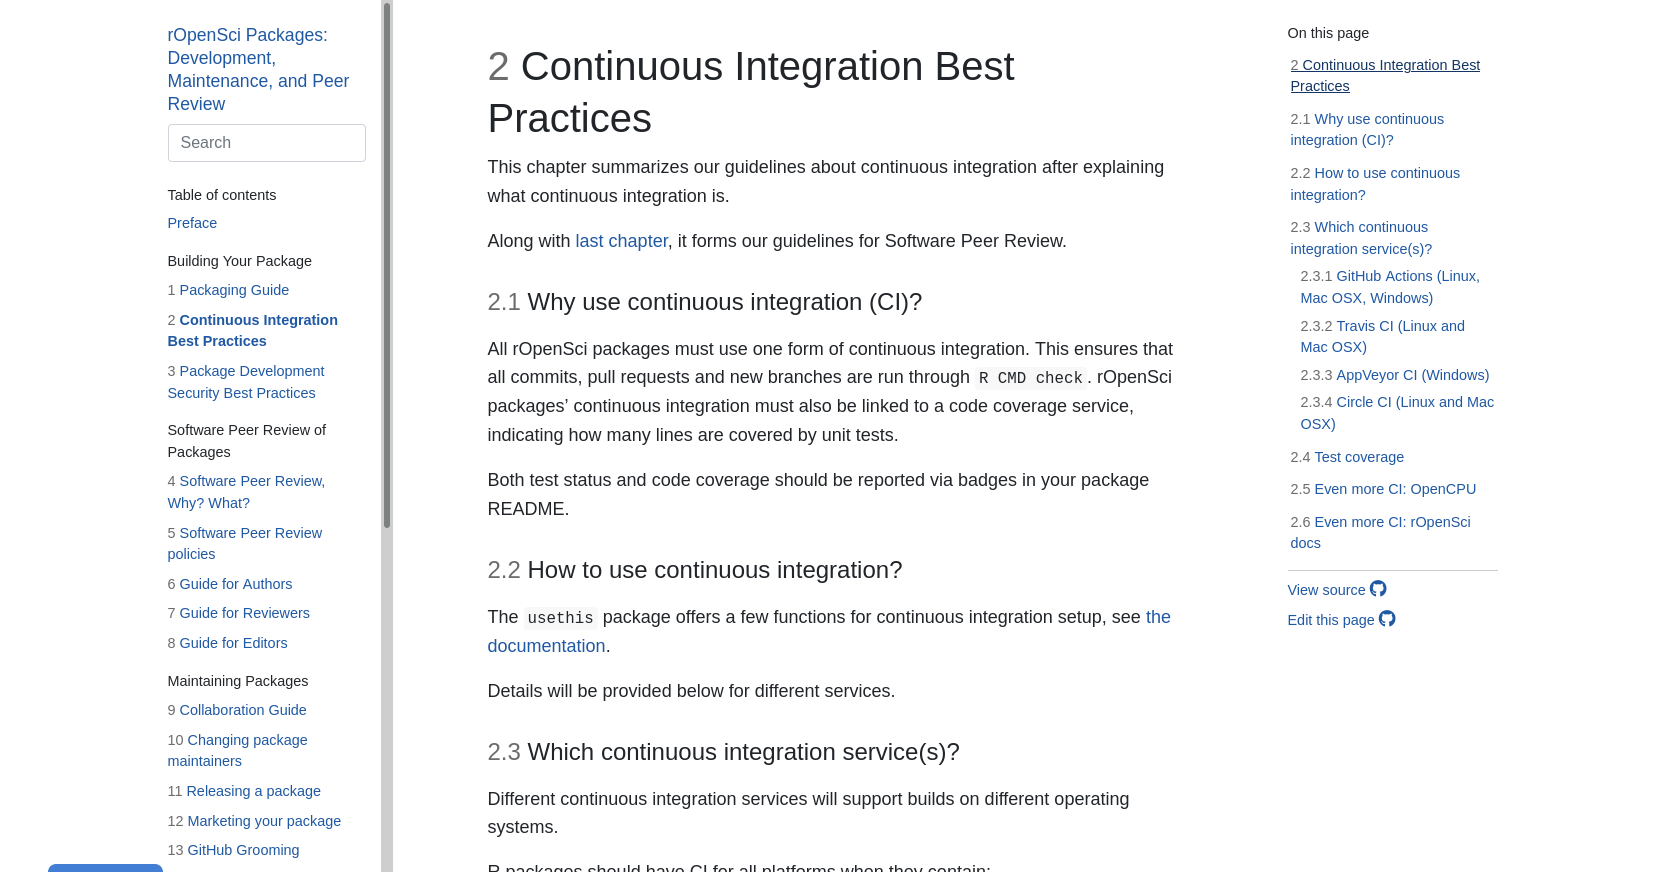 rOpenSci Packages:
Development,
Maintenance, and Peer
Review
Search
Table of contents
Preface
Building Your Package
1 Packaging Guide
2 Continuous Integration
Best Practices
3 Package Development
Security Best Practices
Software Peer Review of
Packages
4 Software Peer Review,
Why? What?
5 Software Peer Review
policies
6 Guide for Authors
7 Guide for Reviewers
8 Guide for Editors
Maintaining Packages
9 Collaboration Guide
10 Changing package
maintainers
11 Releasing a package
12 Marketing your package
13 GitHub Grooming
2 Continuous Integration Best
Practices
This chapter summarizes our guidelines about continuous integration after explaining
what continuous integration is.
Along with last chapter, it forms our guidelines for Software Peer Review.
2.1 Why use continuous integration (CI)?
All rOpenSci packages must use one form of continuous integration. This ensures that
all commits, pull requests and new branches are run through R CMD check. rOpenSci
packages’ continuous integration must also be linked to a code coverage service,
indicating how many lines are covered by unit tests.
Both test status and code coverage should be reported via badges in your package
README.
2.2 How to use continuous integration?
The usethis package offers a few functions for continuous integration setup, see the
documentation.
Details will be provided below for different services.
2.3 Which continuous integration service(s)?
Different continuous integration services will support builds on different operating
systems.
R packages should have CI for all platforms when they contain:
On this page
2 Continuous Integration Best
Practices
2.1 Why use continuous
integration (CI)?
2.2 How to use continuous
integration?
2.3 Which continuous
integration service(s)?
2.3.1 GitHub Actions (Linux,
Mac OSX, Windows)
2.3.2 Travis CI (Linux and
Mac OSX)
2.3.3 AppVeyor CI (Windows)
2.3.4 Circle CI (Linux and Mac
OSX)
2.4 Test coverage
2.5 Even more CI: OpenCPU
2.6 Even more CI: rOpenSci
docs
View source
Edit this page